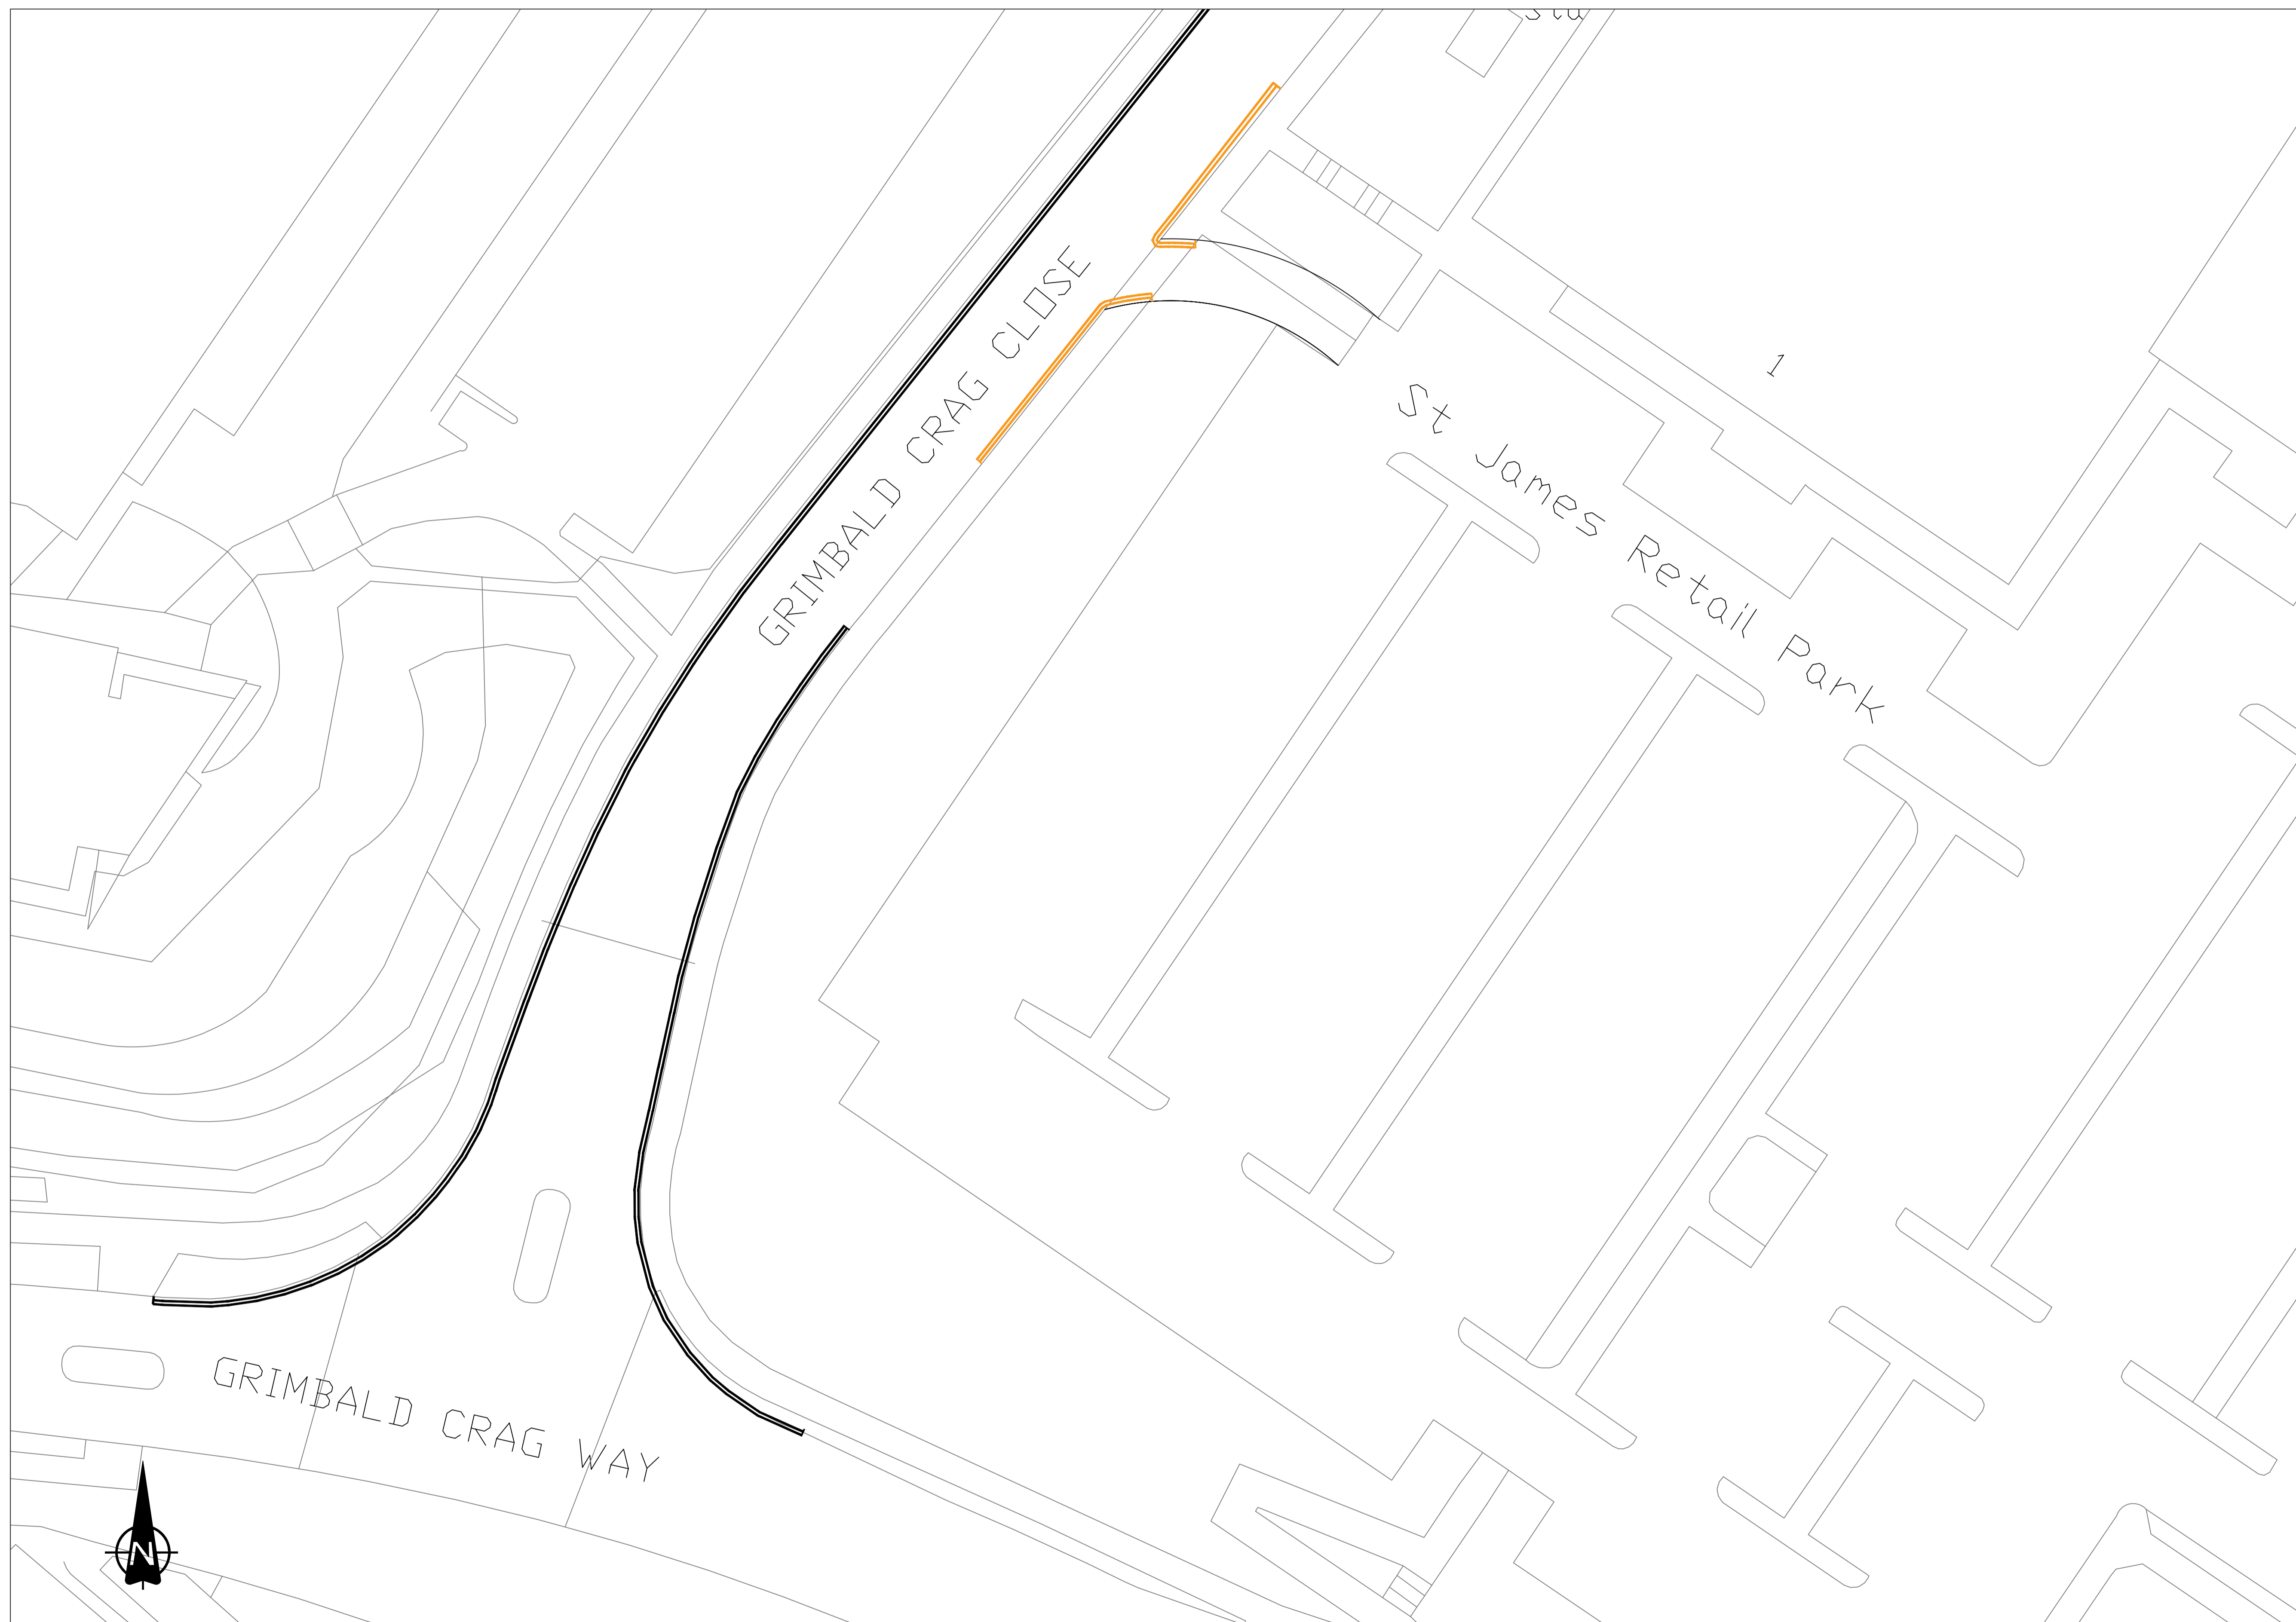 GRIMBALD CRAG CLOSE
1
St James Retail Park
GRIMBALD CRAG WAY
N